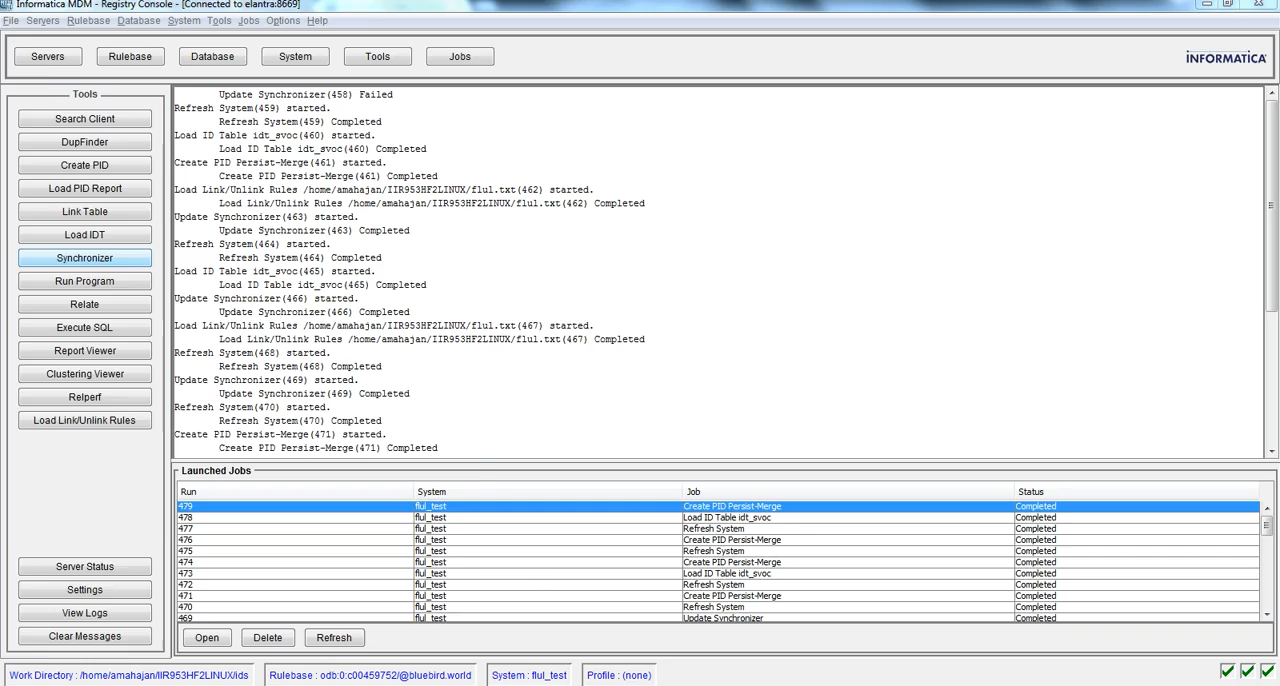 Informatica MDM - Registry Console - [Connected to elantra:8669]
File Servers Rulebase Database System Tools Jobs Options Help
Servers Rulebase Database System Tools Jobs INFORMATICA
Tools
Search Client
DupFinder
Create PID
Load PID Report
Link Table
Load IDT
Synchronizer
Run Program
Relate
Execute SQL
Report Viewer
Clustering Viewer
Relperf
Load Link/Unlink Rules
Server Status
Settings
View Logs
Clear Messages
Update Synchronizer(458) Failed
Refresh System(459) started.
Refresh System(459) Completed
Load ID Table idt_svoc(460) started.
Load ID Table idt_svoc(460) Completed
Create PID Persist-Merge(461) started.
Create PID Persist-Merge(461) Completed
Load Link/Unlink Rules /home/amahajan/IIR953HF2LINUX/flul.txt(462) started.
Load Link/Unlink Rules /home/amahajan/IIR953HF2LINUX/flul.txt(462) Completed
Update Synchronizer(463) started.
Update Synchronizer(463) Completed
Refresh System(464) started.
Refresh System(464) Completed
Load ID Table idt_svoc(465) started.
Load ID Table idt_svoc(465) Completed
Update Synchronizer(466) started.
Update Synchronizer(466) Completed
Load Link/Unlink Rules /home/amahajan/IIR953HF2LINUX/flul.txt(467) started.
Load Link/Unlink Rules /home/amahajan/IIR953HF2LINUX/flul.txt(467) Completed
Refresh System(468) started.
Refresh System(468) Completed
Update Synchronizer(469) started.
Update Synchronizer(469) Completed
Refresh System(470) started.
Refresh System(470) Completed
Create PID Persist-Merge(471) started.
Create PID Persist-Merge(471) Completed
Launched Jobs
Run System Job Status
479 flul_test Create PID Persist-Merge Completed
478 flul_test Load ID Table idt_svoc Completed
477 flul_test Refresh System Completed
476 flul_test Create PID Persist-Merge Completed
475 flul_test Refresh System Completed
474 flul_test Create PID Persist-Merge Completed
473 flul_test Load ID Table idt_svoc Completed
472 flul_test Refresh System Completed
471 flul_test Create PID Persist-Merge Completed
470 flul_test Refresh System Completed
469 flul_test Update Synchronizer Completed
Open Delete Refresh
Work Directory : /home/amahajan/IIR953HF2LINUX/ids Rulebase : odb:0:c00459752/@bluebird.world System : flul_test Profile : (none)